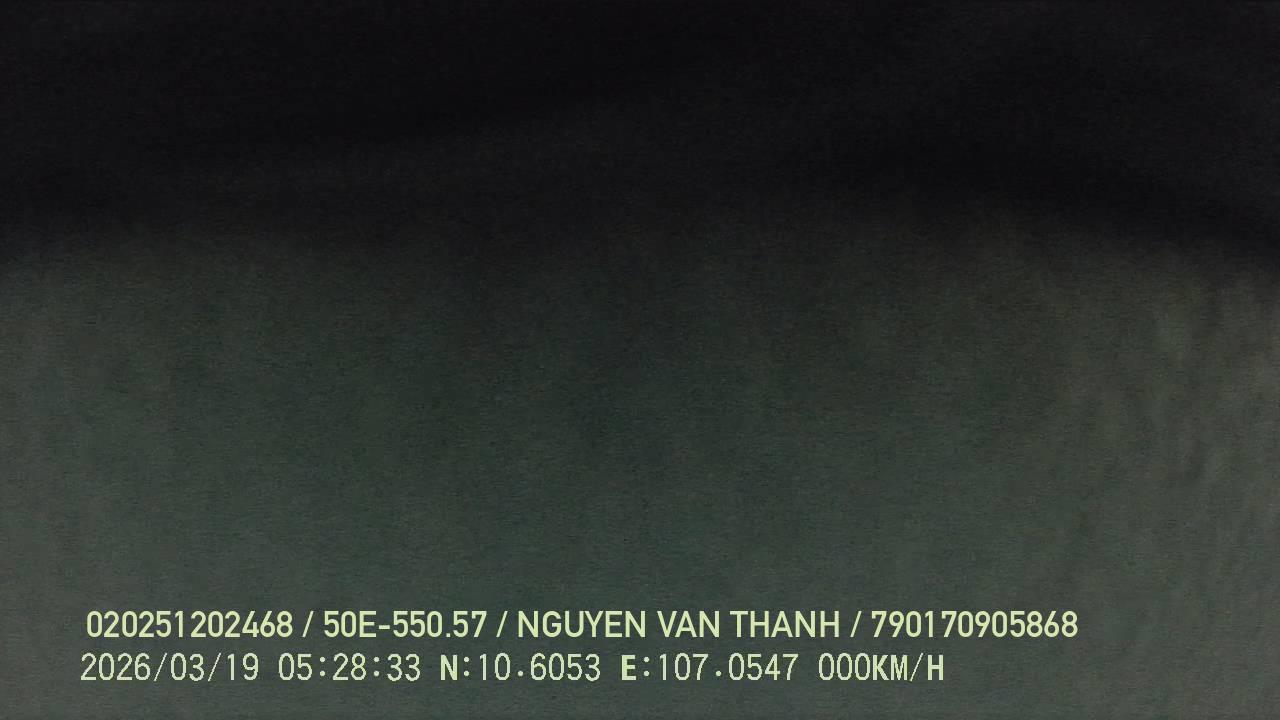 020251202468 / 50E-550.57 / NGUYEN VAN THANH / 790170905868
2026/03/19 05:28:33 N:10.6053 E:107.0547 000KM/H